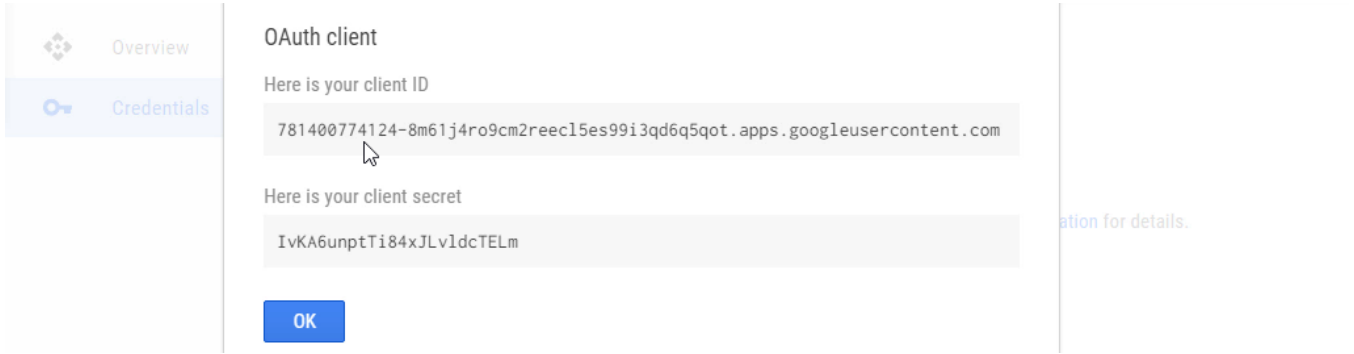 OAuth client
Overview
Here is your client ID
Credentials
781400774124-8m61j4ro9cm2reecl5es99i3qd6q5qot.apps.googleusercontent.com
Here is your client secret
ation for details.
IvKA6unptTi84xJLvldcTELm
OK